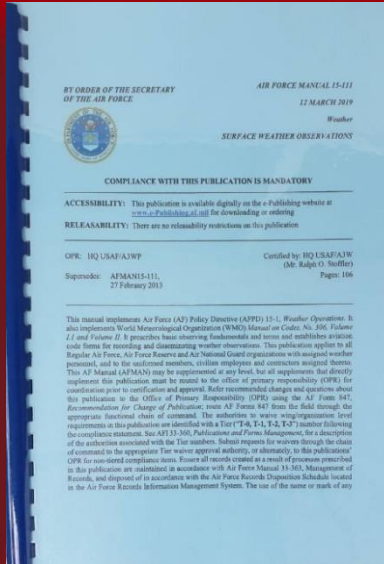 BY ORDER OF THE SECRETARY
OF THE AIR FORCE
AIR FORCE MANUAL 15-111
12 MARCH 2019
Weather
SURFACE WEATHER OBSERVATIONS
COMPLIANCE WITH THIS PUBLICATION IS MANDATORY
ACCESSIBILITY: This publication is available digitally on the e-Publishing website at
www.e-Publishing.af.mil for downloading or ordering
RELEASABILITY: There are no releasability restrictions on this publication
OPR: HQ USAF/A3WP
Certified by: HQ USAF/A3W
(Mr. Ralph O. Stoffler)
Supersedes: AFMAN15-111,
27 February 2013
Pages: 106
This manual implements Air Force (AF) Policy Directive (AFPD) 15-1, Weather Operations. It
also implements World Meteorological Organization (WMO) Manual on Codes, No. 306, Volume
I.1 and Volume II. It prescribes basic observing fundamentals and terms and establishes aviation
code forms for recording and disseminating weather observations. This publication applies to all
Regular Air Force, Air Force Reserve and Air National Guard organizations with assigned weather
personnel, and to the uniformed members, civilian employees and contractors assigned thereto.
This AF Manual (AFMAN) may be supplemented at any level, but all supplements that directly
implement this publication must be routed to the office of primary responsibility (OPR) for
coordination prior to certification and approval. Refer recommended changes and questions about
this publication to the Office of Primary Responsibility (OPR) using the AF Form 847,
Recommendation for Change of Publication; route AF Forms 847 from the field through the
appropriate functional chain of command. The authorities to waive wing/organization level
requirements in this publication are identified with a Tier ("T-0, T-1, T-2, T-3") number following
the compliance statement. See AFI 33-360, Publications and Forms Management, for a description
of the authorities associated with the Tier numbers. Submit requests for waivers through the chain
of command to the appropriate Tier waiver approval authority, or alternately, to this publications'
OPR for non-tiered compliance items. Ensure all records created as a result of processes prescribed
in this publication are maintained in accordance with Air Force Manual 33-363, Management of
Records, and disposed of in accordance with the Air Force Records Disposition Schedule located
in the Air Force Records Information Management System. The use of the name or mark of any